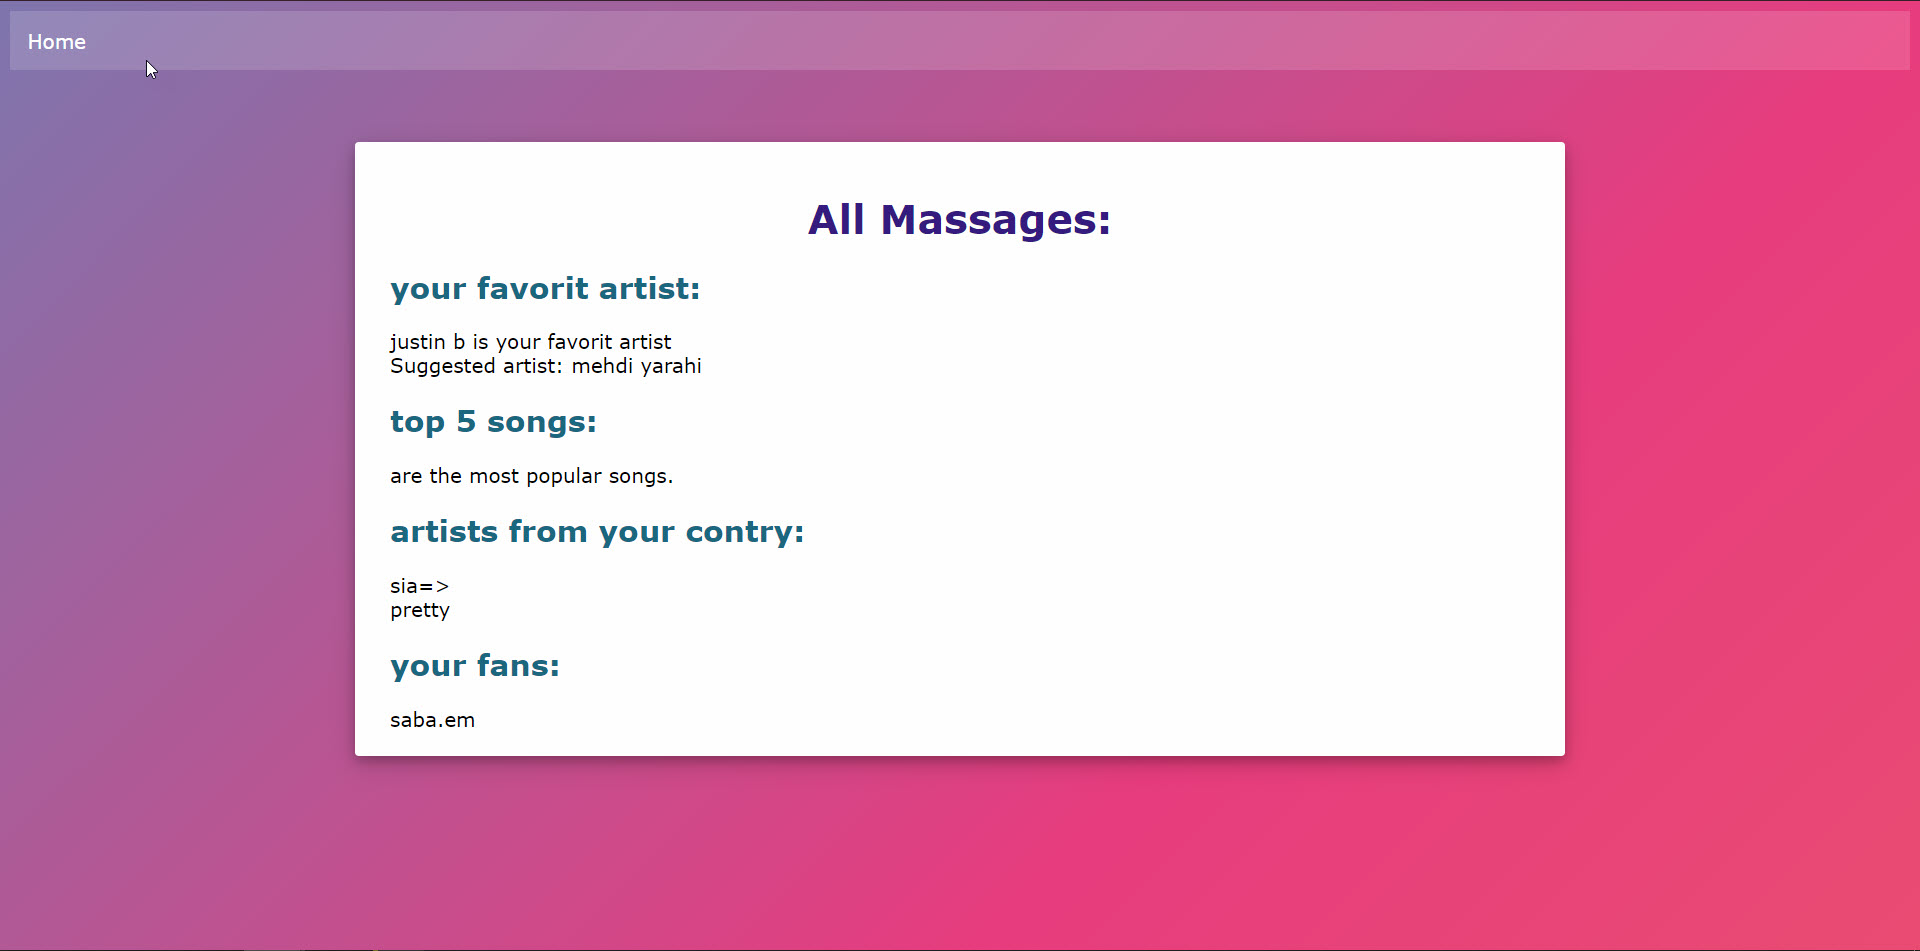 Home
All Massages:
your favorit artist:
justin b is your favorit artist
Suggested artist: mehdi yarahi
top 5 songs:
are the most popular songs.
artists from your contry:
sia=>
pretty
your fans:
saba.em